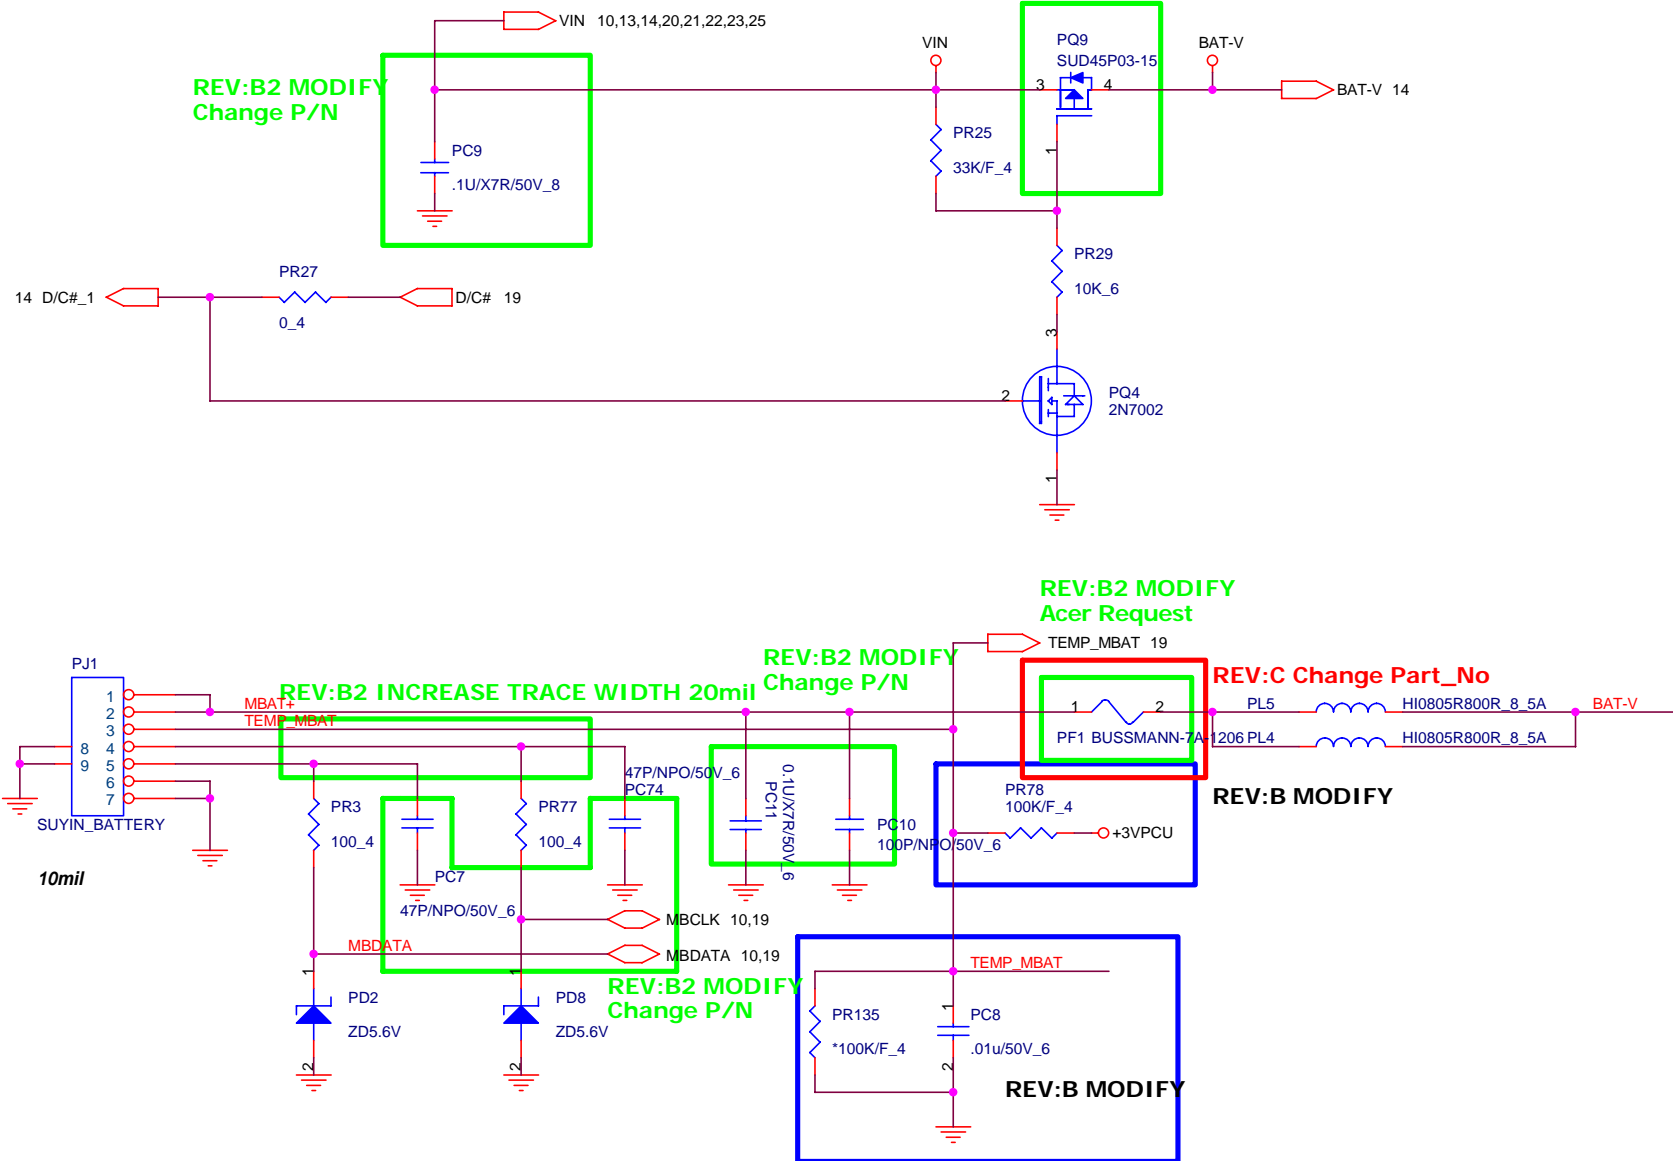 VIN 10,13,14,20,21,22,23,25
REV:B2 MODIFY
Change P/N
PC9
.1U/X7R/50V_8
VIN
PR25
33K/F_4
PQ9
SUD45P03-15
3
4
1
BAT-V
BAT-V 14
PR29
10K_6
14 D/C#_1
PR27
0_4
D/C# 19
3
2
1
PQ4
2N7002
REV:B2 MODIFY
Acer Request
TEMP_MBAT 19
REV:B2 MODIFY
Change P/N
REV:C Change Part_No
PJ1
1
2
3
4
5
6
7
8
9
SUYIN_BATTERY
10mil
REV:B2 INCREASE TRACE WIDTH 20mil
MBAT+
TEMP_MBAT
1
2
PF1 BUSSMANN-7A-1206
PL5
HI0805R800R_8_5A
BAT-V
PL4
HI0805R800R_8_5A
47P/NPO/50V_6
PC74
0.1U/X7R/50V_6
PC11
PC10
100P/NPO/50V_6
PR78
100K/F_4
+3VPCU
REV:B MODIFY
PR3
100_4
PC7
47P/NPO/50V_6
PR77
100_4
MBCLK 10,19
MBDATA
MBDATA 10,19
REV:B2 MODIFY
Change P/N
1
PD2
ZD5.6V
2
1
PD8
ZD5.6V
2
TEMP_MBAT
PR135
*100K/F_4
1
PC8
.01u/50V_6
2
REV:B MODIFY